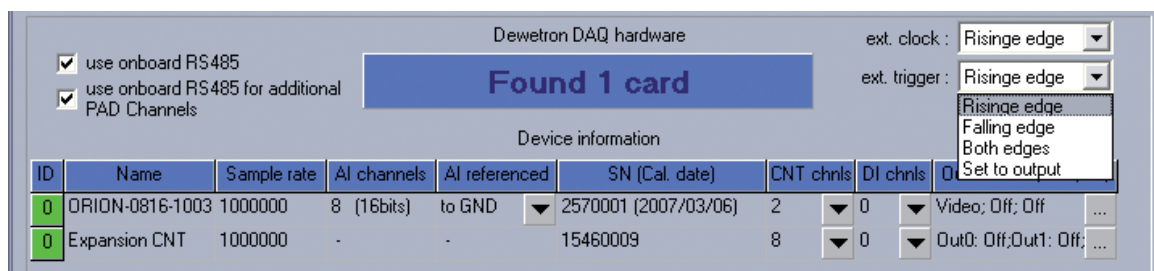 Dewetron DAQ hardware
ext. clock : Risinge edge
use onboard RS485
ext. trigger : Risinge edge
use onboard RS485 for additional
PAD Channels
Found 1 card
Risinge edge
Falling edge
Both edges
Set to output
Device information
ID Name Sample rate AI channels AI referenced SN (Cal. date) CNT chnls DI chnls
0 ORION-0816-1003 1000000 8 (16bits) to GND 2570001 (2007/03/06) 2 0 Video; Off; Off ...
0 Expansion CNT 1000000 - - 15460009 8 0 Out0: Off;Out1: Off; ...